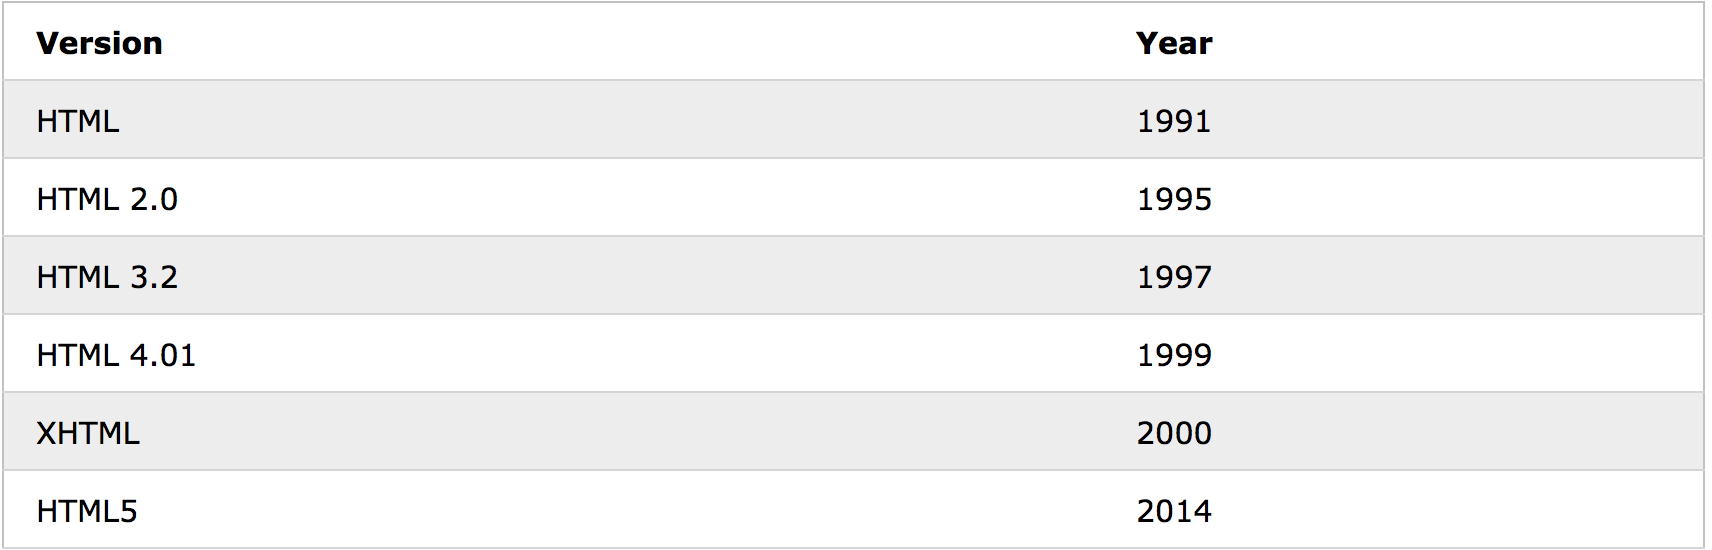 Version Year
HTML 1991
HTML 2.0 1995
HTML 3.2 1997
HTML 4.01 1999
XHTML 2000
HTML5 2014